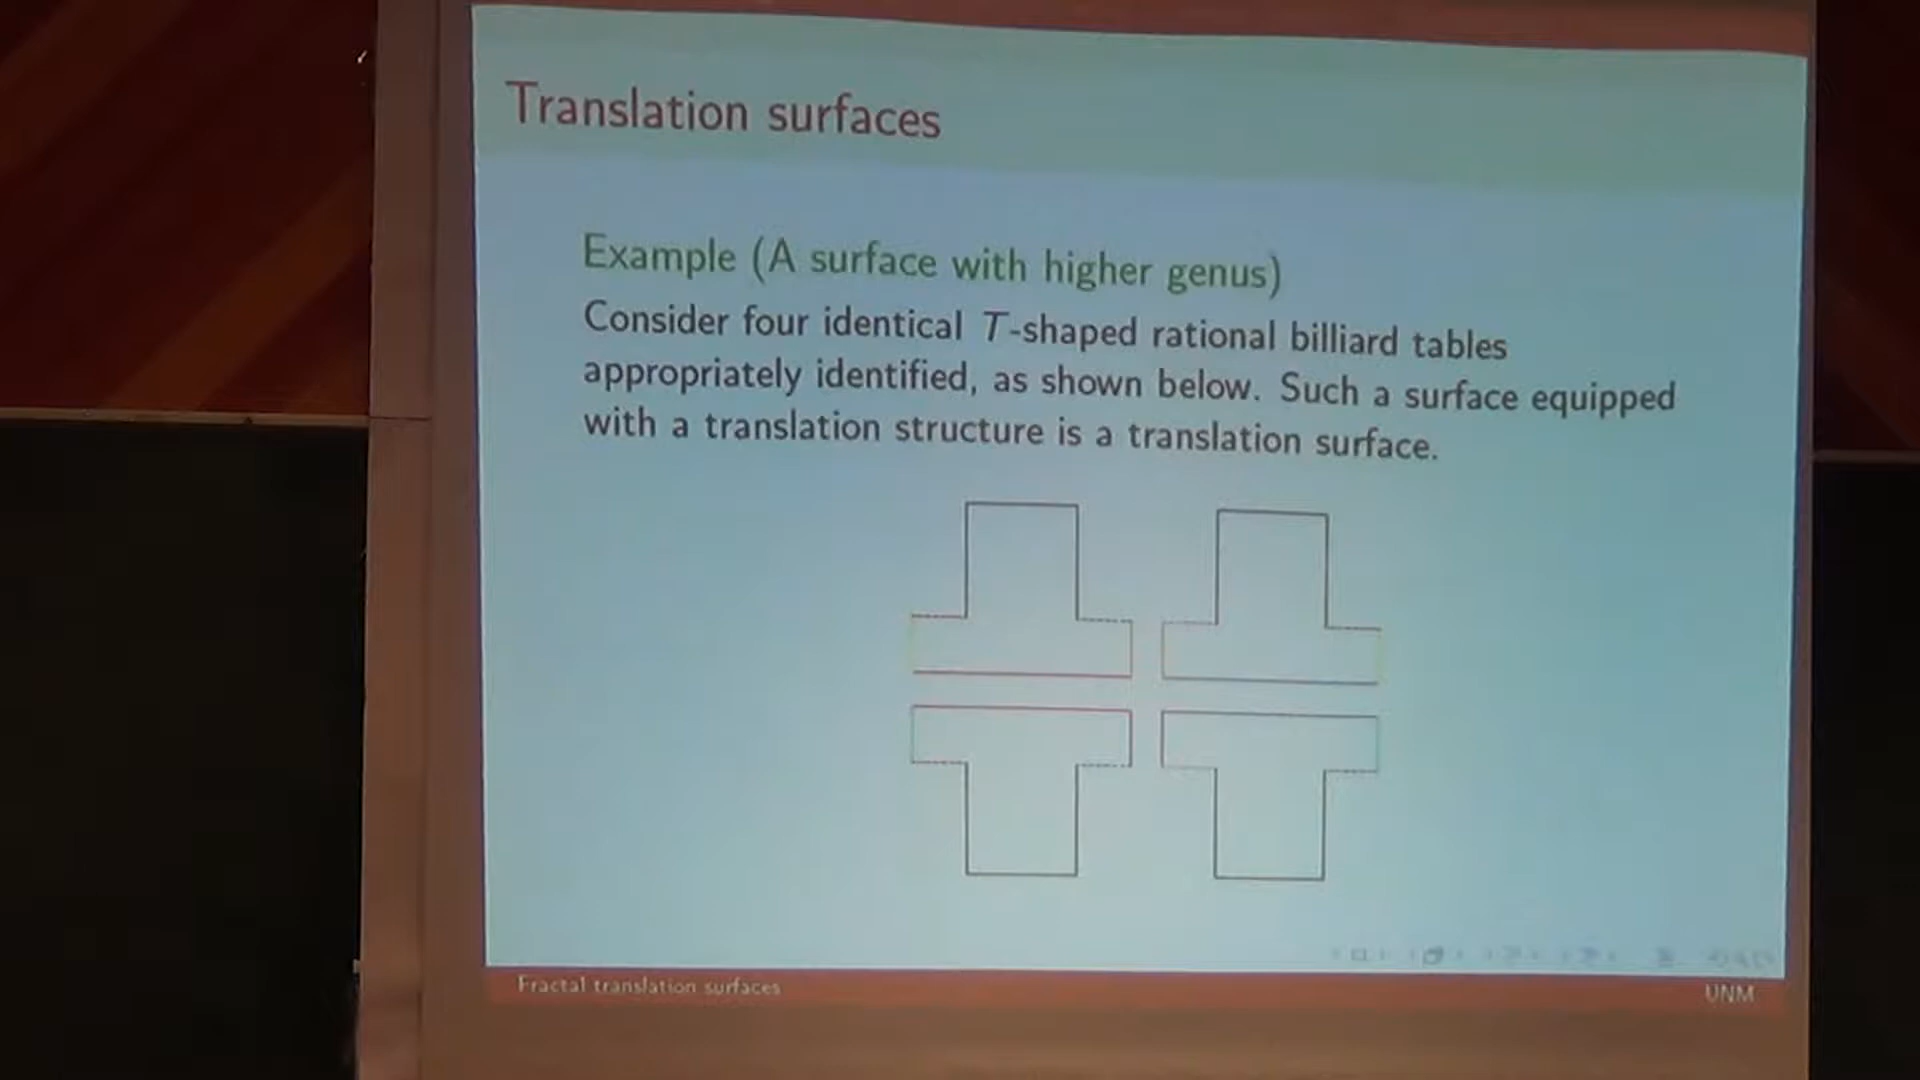 Translation surfaces
Example (A surface with higher genus)
Consider four identical T-shaped rational billiard tables
appropriately identified, as shown below. Such a surface equipped
with a translation structure is a translation surface.
Fractal translation surfaces
UNM